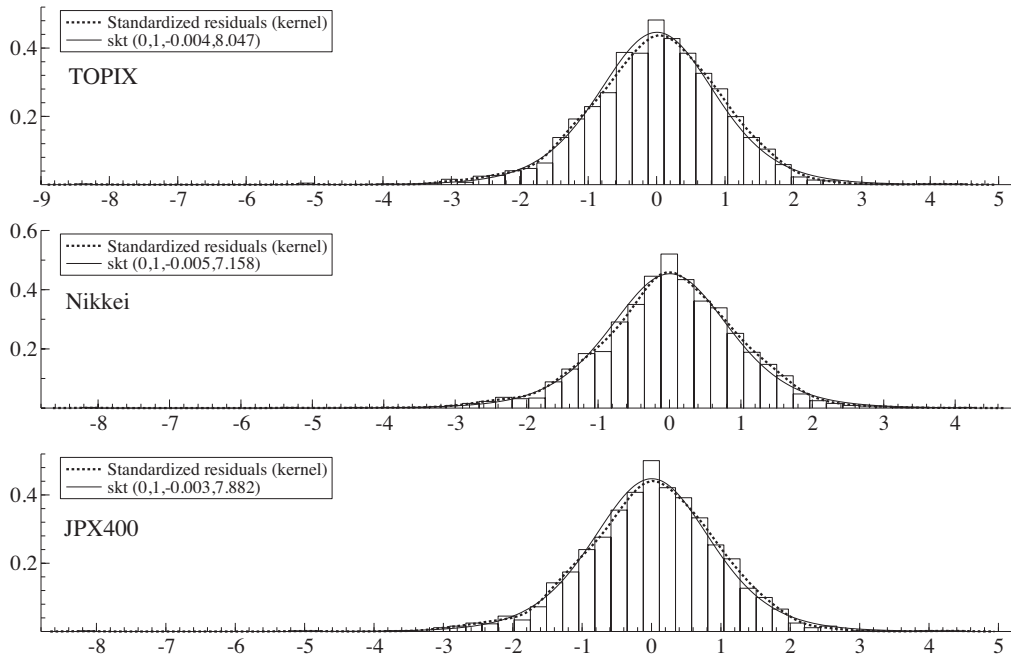 Standardized residuals (kernel)
skt (0,1,-0.004,8.047)
TOPIX
0.4
0.2
-9 -8 -7 -6 -5 -4 -3 -2 -1 0 1 2 3 4 5
0.6
Standardized residuals (kernel)
skt (0,1,-0.005,7.158)
Nikkei
0.4
0.2
-8 -7 -6 -5 -4 -3 -2 -1 0 1 2 3 4
Standardized residuals (kernel)
skt (0,1,-0.003,7.882)
JPX400
0.4
0.2
-8 -7 -6 -5 -4 -3 -2 -1 0 1 2 3 4 5